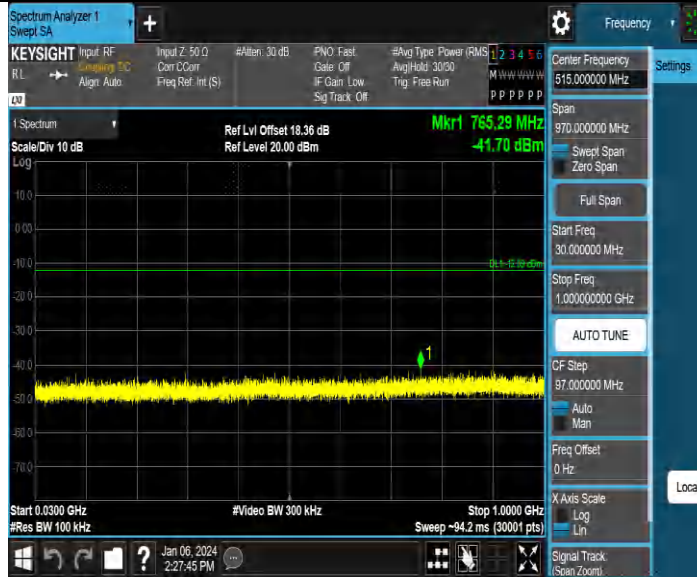 Spectrum Analyzer 1
Swept SA
Frequency
KEYSIGHT
Input: RF
Coupling: DC
Align: Auto
Input Z: 50 Ω
Corr CCorr
Freq Ref: Int (S)
#Atten: 30 dB
PNO: Fast
Gate: Off
IF Gain: Low
Sig Track: Off
#Avg Type: Power (RMS
Avg|Hold: 30/30
Trig: Free Run
1 2 3 4 5 6
M W W W W W
P P P P P P
RL
LXI
1 Spectrum
Scale/Div 10 dB
Ref Lvl Offset 18.36 dB
Ref Level 20.00 dBm
Mkr1 765.29 MHz
-41.70 dBm
Log
10.0
0.00
-10.0
-20.0
-30.0
-40.0
-50.0
-60.0
-70.0
1
Start 0.0300 GHz
#Res BW 100 kHz
#Video BW 300 kHz
Stop 1.0000 GHz
Sweep ~94.2 ms (30001 pts)
Jan 06, 2024
2:27:45 PM
Center Frequency
515.000000 MHz
Settings
Span
970.000000 MHz
Swept Span
Zero Span
Full Span
Start Freq
30.000000 MHz
Stop Freq
1.000000000 GHz
AUTO TUNE
CF Step
97.000000 MHz
Auto
Man
Freq Offset
0 Hz
X Axis Scale
Log
Lin
Loca
Signal Track
(Span Zoom)